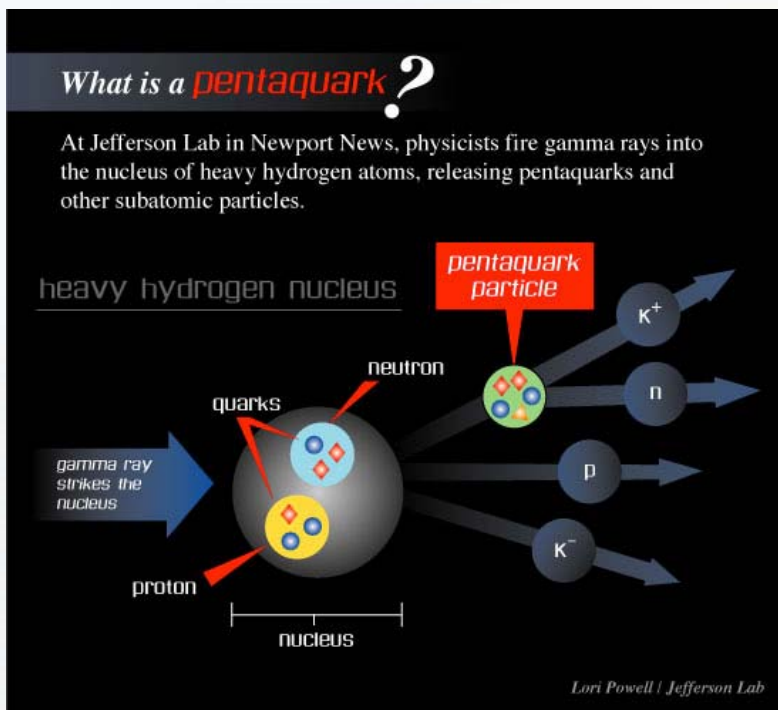 What is a pentaquark?
At Jefferson Lab in Newport News, physicists fire gamma rays into
the nucleus of heavy hydrogen atoms, releasing pentaquarks and
other subatomic particles.
heavy hydrogen nucleus
pentaquark
particle
K+
neutron
n
quarks
gamma ray
strikes the
nucleus
p
K-
proton
nucleus
Lori Powell / Jefferson Lab